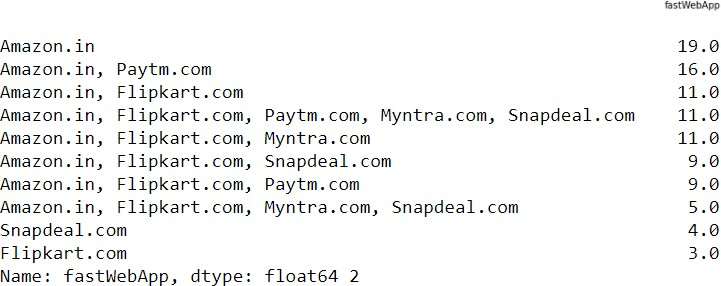 fastWebApp
Amazon.in 19.0
Amazon.in, Paytm.com 16.0
Amazon.in, Flipkart.com 11.0
Amazon.in, Flipkart.com, Paytm.com, Myntra.com, Snapdeal.com 11.0
Amazon.in, Flipkart.com, Myntra.com 11.0
Amazon.in, Flipkart.com, Snapdeal.com 9.0
Amazon.in, Flipkart.com, Paytm.com 9.0
Amazon.in, Flipkart.com, Myntra.com, Snapdeal.com 5.0
Snapdeal.com 4.0
Flipkart.com 3.0
Name: fastWebApp, dtype: float64 2